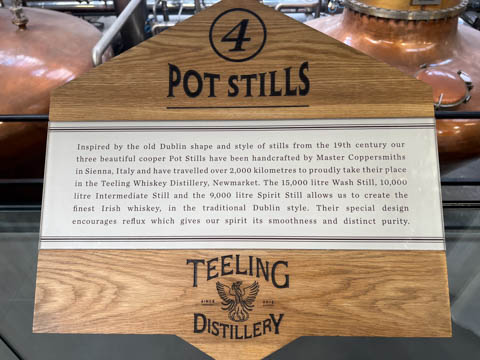 4
POT STILLS
Inspired by the old Dublin shape and style of stills from the 19th century our
three beautiful cooper Pot Stills have been handcrafted by Master Coppersmiths
in Sienna, Italy and have travelled over 2,000 kilometres to proudly take their place
in the Teeling Whiskey Distillery, Newmarket. The 15,000 litre Wash Still, 10,000
litre Intermediate Still and the 9,000 litre Spirit Still allows us to create the
finest Irish whiskey, in the traditional Dublin style. Their special design
encourages reflux which gives our spirit its smoothness and distinct purity.
TEELING
SINCE
DISTILLERY